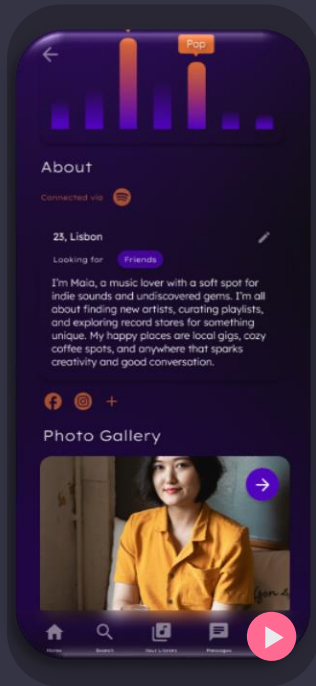 Pop
About
Connected via
23, Lisbon
Looking for Friends
I'm Maia, a music lover with a soft spot for
indie sounds and undiscovered gems. I'm all
about finding new artists, curating playlists,
and exploring record stores for something
unique. My happy places are local gigs, cozy
coffee spots, and anywhere that sparks
creativity and good conversation.
Photo Gallery
Home Search Your Library Messages